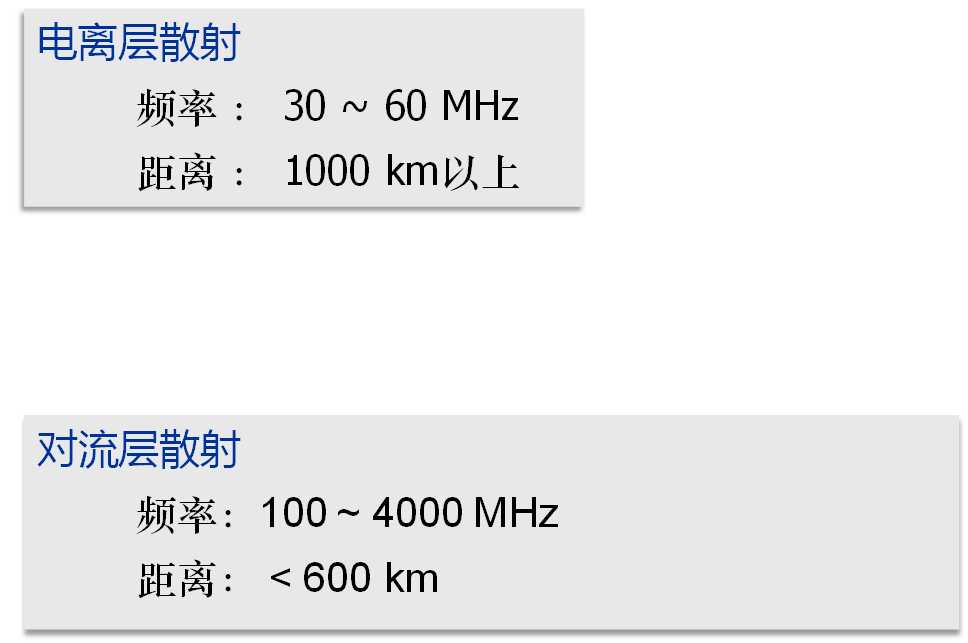 电离层散射
频率： 30 ~ 60 MHz
距离： 1000 km以上
对流层散射
频率：100 ~ 4000 MHz
距离： < 600 km